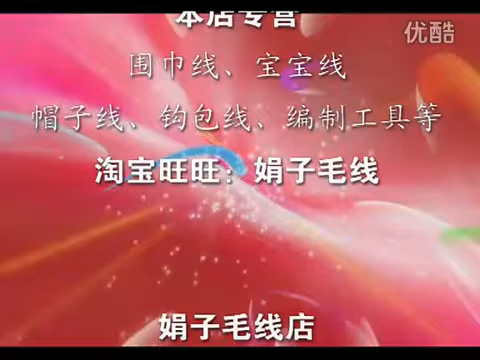 本店专营
优酷
围巾线、宝宝线
帽子线、钩包线、编制工具等
淘宝旺旺：娟子毛线
娟子毛线店